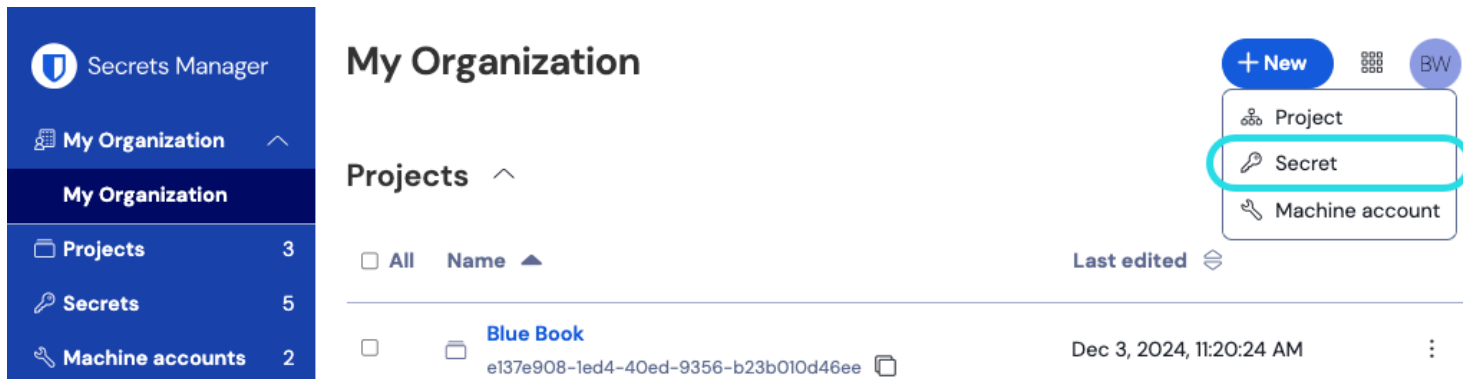 Secrets Manager
My Organization
My Organization
Projects 3
Secrets 5
Machine accounts 2
My Organization
+ New
BW
Project
Secret
Machine account
Projects
All Name Last edited
Blue Book
e137e908-1ed4-40ed-9356-b23b010d46ee
Dec 3, 2024, 11:20:24 AM